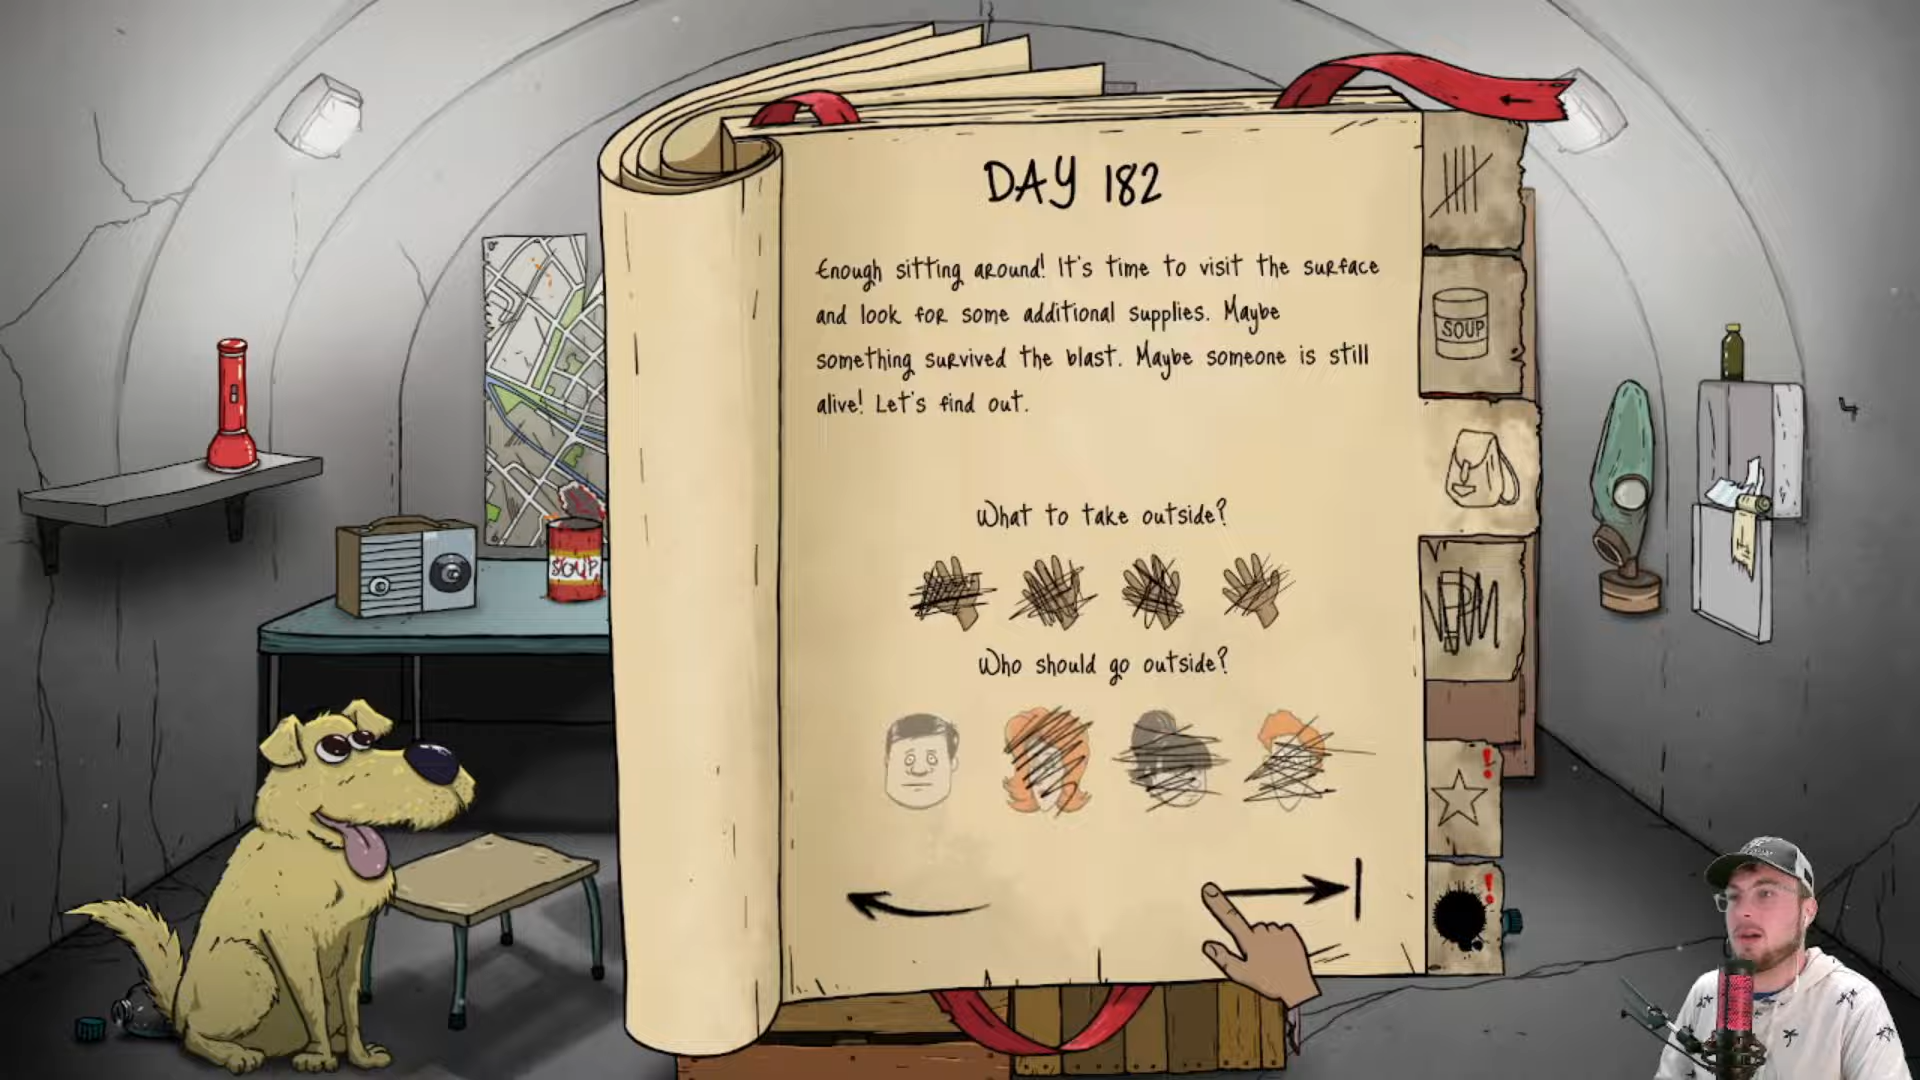 DAY 182
Enough sitting around! It's time to visit the surface
and look for some additional supplies. Maybe
something survived the blast. Maybe someone is still
alive! Let's find out.
What to take outside?
Who should go outside?
SOUP
SOUP